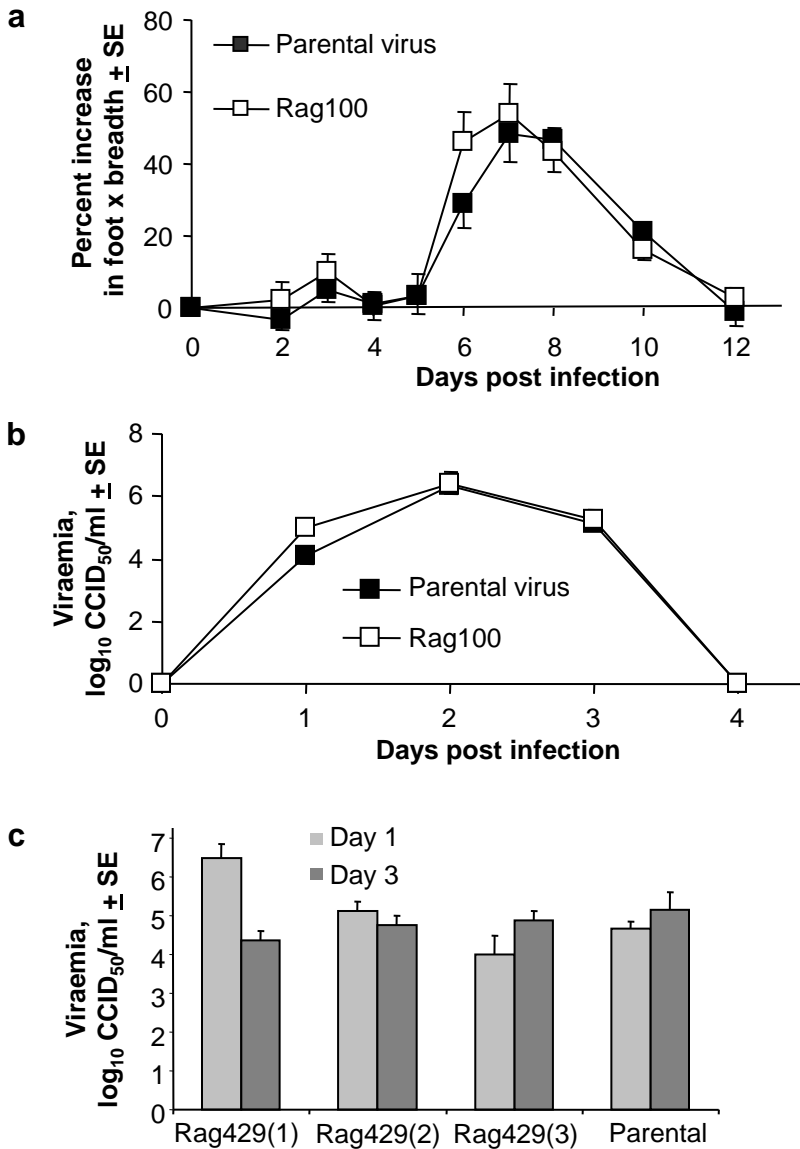 a
Percent increase
in foot x breadth ± SE
80
60
40
20
0
Parental virus
Rag100
0 2 4 6 8 10 12
Days post infection
b
Viraemia,
log10 CCID50/ml ± SE
8
6
4
2
0
Parental virus
Rag100
0 1 2 3 4
Days post infection
c
Viraemia,
log10 CCID50/ml ± SE
7
6
5
4
3
2
1
0
Day 1
Day 3
Rag429(1) Rag429(2) Rag429(3) Parental